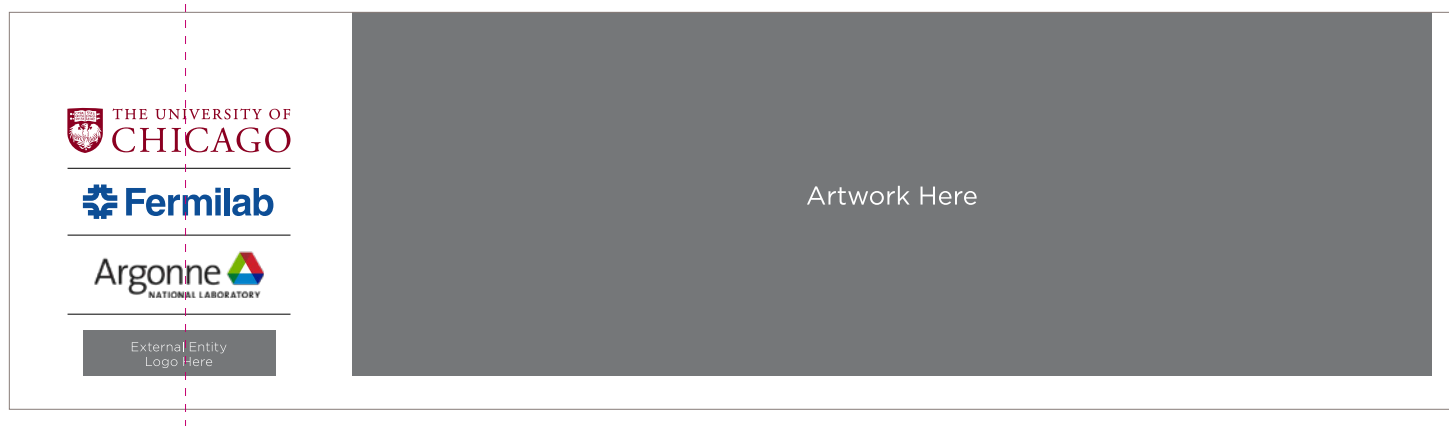 THE UNIVERSITY OF
CHICAGO
Fermilab
Argonne
NATIONAL LABORATORY
External Entity
Logo Here
Artwork Here